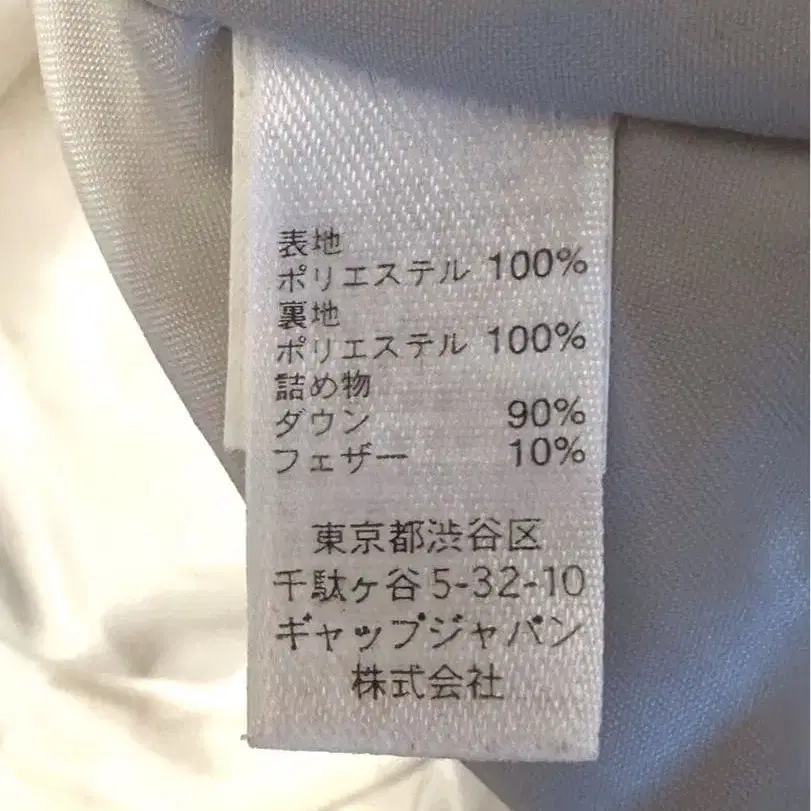 表地
ポリエステル 100%
裏地
ポリエステル 100%
詰め物
ダウン 90%
フェザー 10%
東京都渋谷区
千駄ヶ谷 5-32-10
ギャップジャパン
株式会社